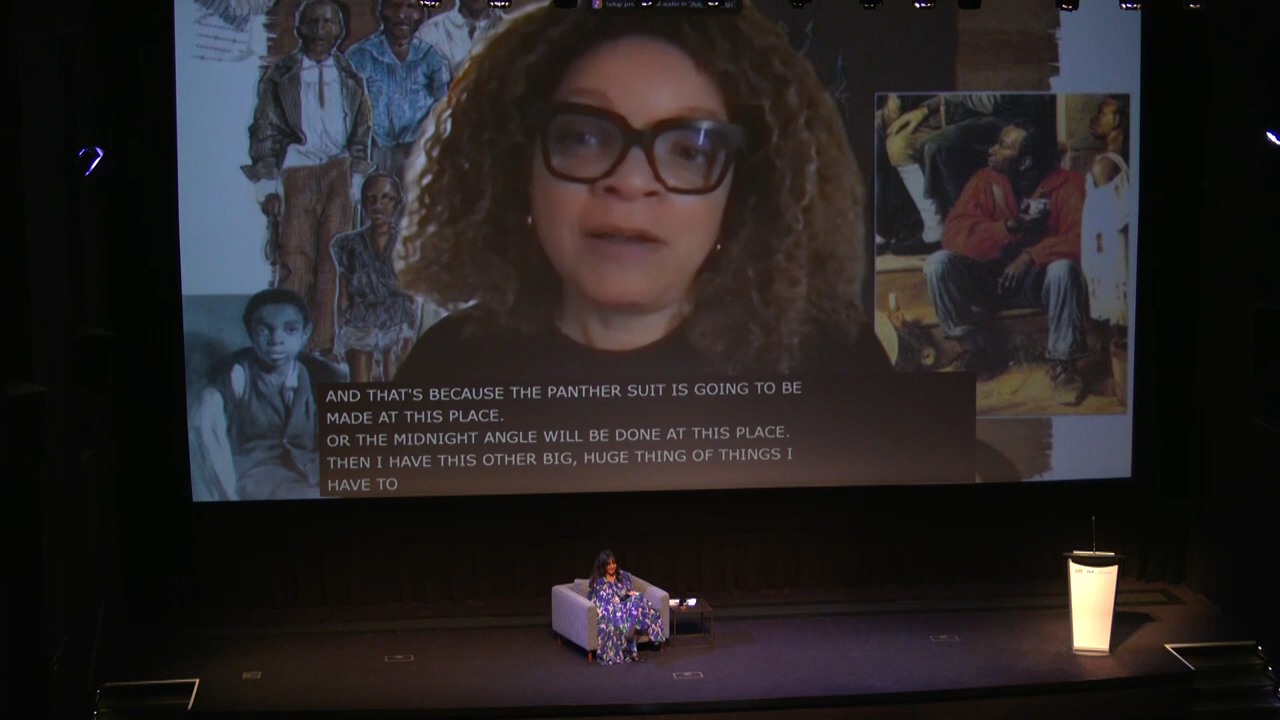 AND THAT'S BECAUSE THE PANTHER SUIT IS GOING TO BE
MADE AT THIS PLACE.
OR THE MIDNIGHT ANGLE WILL BE DONE AT THIS PLACE.
THEN I HAVE THIS OTHER BIG, HUGE THING OF THINGS I
HAVE TO